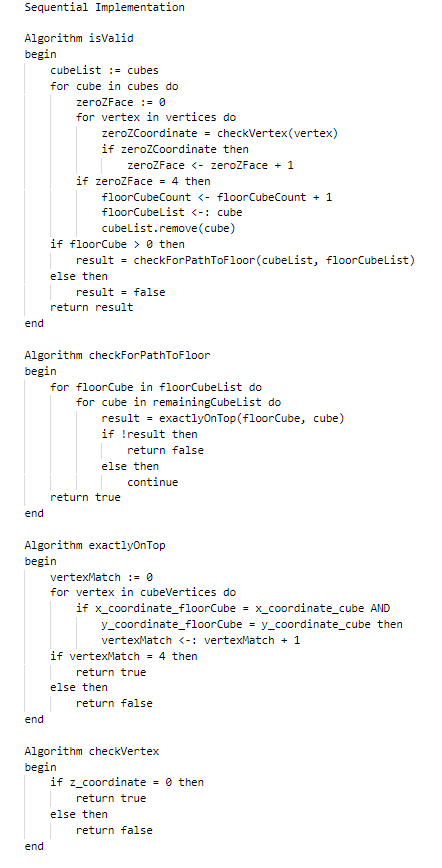 Sequential Implementation

Algorithm isValid
begin
    cubeList := cubes
    for cube in cubes do
        zeroZFace := 0
        for vertex in vertices do
            zeroZCoordinate = checkVertex(vertex)
            if zeroZCoordinate then
                zeroZFace <- zeroZFace + 1
        if zeroZFace = 4 then
            floorCubeCount <- floorCubeCount + 1
            floorCubeList <-: cube
            cubeList.remove(cube)
    if floorCube > 0 then
        result = checkForPathToFloor(cubeList, floorCubeList)
    else then
        result = false
    return result
end

Algorithm checkForPathToFloor
begin
    for floorCube in floorCubeList do
        for cube in remainingCubeList do
            result = exactlyOnTop(floorCube, cube)
            if !result then
                return false
            else then
                continue
    return true
end

Algorithm exactlyOnTop
begin
    vertexMatch := 0
    for vertex in cubeVertices do
        if x_coordinate_floorCube = x_coordinate_cube AND
            y_coordinate_floorCube = y_coordinate_cube then
            vertexMatch <-: vertexMatch + 1
    if vertexMatch = 4 then
        return true
    else then
        return false
end

Algorithm checkVertex
begin
    if z_coordinate = 0 then
        return true
    else then
        return false
end